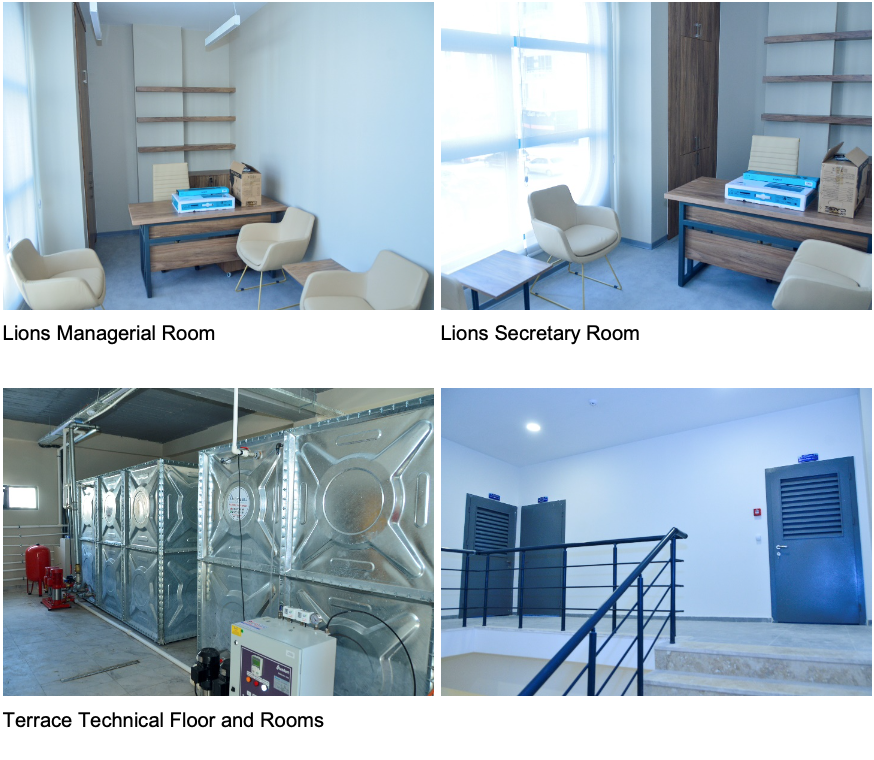 Lions Managerial Room
Lions Secretary Room
Terrace Technical Floor and Rooms